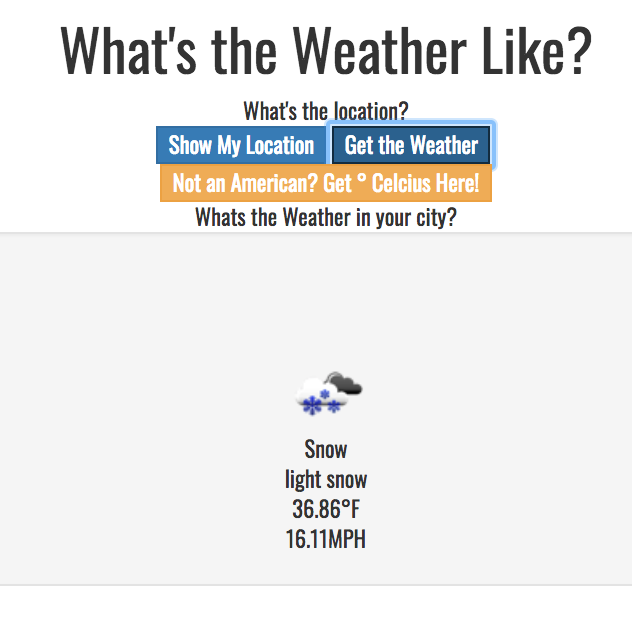 What's the Weather Like?
What's the location?
Show My Location Get the Weather
Not an American? Get ° Celcius Here!
Whats the Weather in your city?
Snow
light snow
36.86°F
16.11MPH